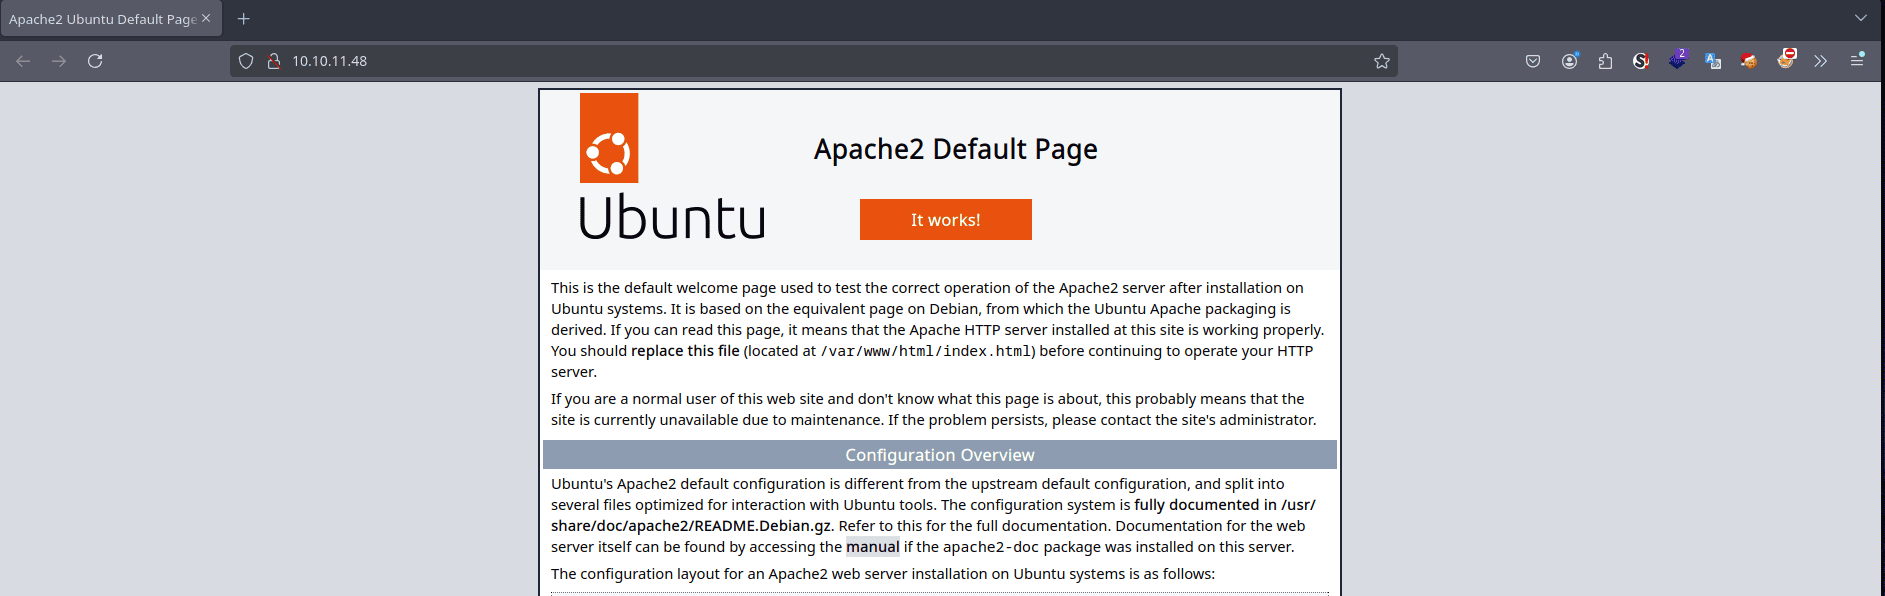 Apache2 Ubuntu Default Page
10.10.11.48
2
Ubuntu
Apache2 Default Page
It works!
This is the default welcome page used to test the correct operation of the Apache2 server after installation on
Ubuntu systems. It is based on the equivalent page on Debian, from which the Ubuntu Apache packaging is
derived. If you can read this page, it means that the Apache HTTP server installed at this site is working properly.
You should replace this file (located at /var/www/html/index.html) before continuing to operate your HTTP
server.
If you are a normal user of this web site and don't know what this page is about, this probably means that the
site is currently unavailable due to maintenance. If the problem persists, please contact the site's administrator.
Configuration Overview
Ubuntu's Apache2 default configuration is different from the upstream default configuration, and split into
several files optimized for interaction with Ubuntu tools. The configuration system is fully documented in /usr/
share/doc/apache2/README.Debian.gz. Refer to this for the full documentation. Documentation for the web
server itself can be found by accessing the manual if the apache2-doc package was installed on this server.
The configuration layout for an Apache2 web server installation on Ubuntu systems is as follows: